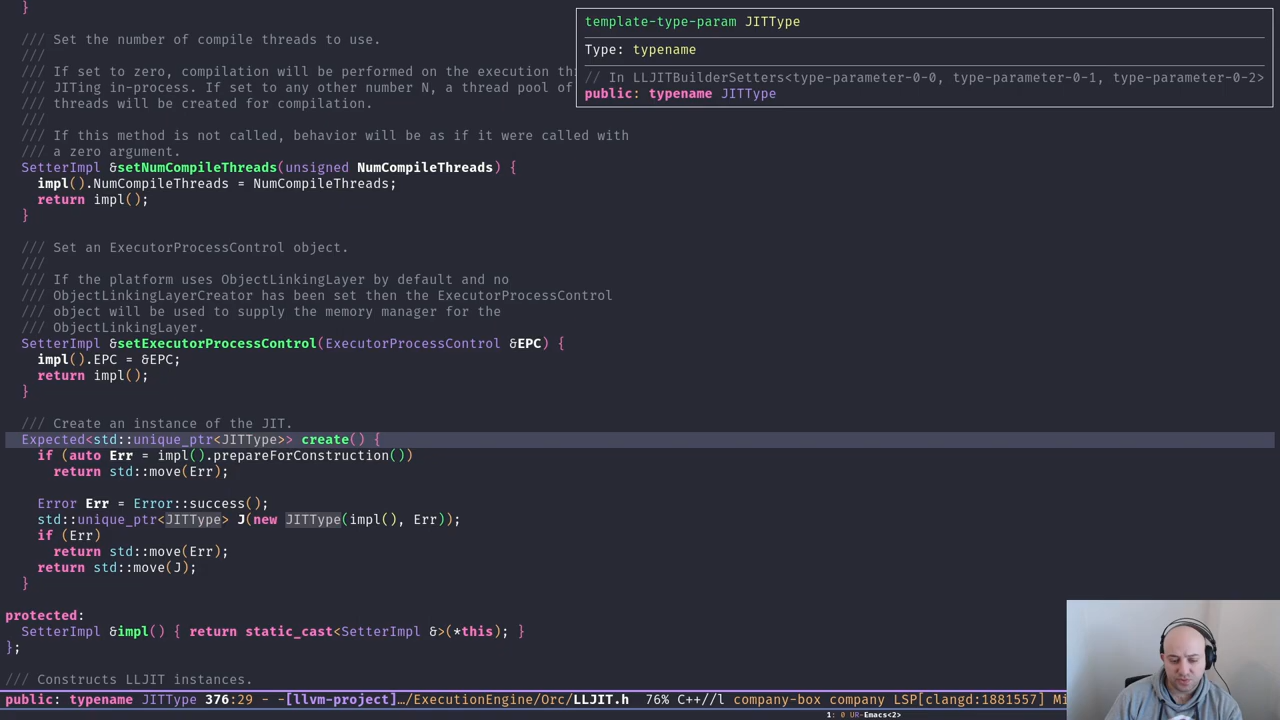 }

  /// Set the number of compile threads to use.
  ///
  /// If set to zero, compilation will be performed on the execution
  /// JITing in-process. If set to any other number N, a thread pool of
  /// threads will be created for compilation.
  ///
  /// If this method is not called, behavior will be as if it were called with
  /// a zero argument.
  SetterImpl &setNumCompileThreads(unsigned NumCompileThreads) {
    impl().NumCompileThreads = NumCompileThreads;
    return impl();
  }

  /// Set an ExecutorProcessControl object.
  ///
  /// If the platform uses ObjectLinkingLayer by default and no
  /// ObjectLinkingLayerCreator has been set then the ExecutorProcessControl
  /// object will be used to supply the memory manager for the
  /// ObjectLinkingLayer.
  SetterImpl &setExecutorProcessControl(ExecutorProcessControl &EPC) {
    impl().EPC = &EPC;
    return impl();
  }

  /// Create an instance of the JIT.
  Expected<std::unique_ptr<JITType>> create() {
    if (auto Err = impl().prepareForConstruction())
      return std::move(Err);

    Error Err = Error::success();
    std::unique_ptr<JITType> J(new JITType(impl(), Err));
    if (Err)
      return std::move(Err);
    return std::move(J);
  }

protected:
  SetterImpl &impl() { return static_cast<SetterImpl &>(*this); }
};

/// Constructs LLJIT instances.
template-type-param JITType
Type: typename
// In LLJITBuilderSetters<type-parameter-0-0, type-parameter-0-1, type-parameter-0-2>
public: typename JITType
public: typename JITType 376:29 - -[llvm-project]…/ExecutionEngine/Orc/LLJIT.h 76% C++//l company-box company LSP[clangd:1881557]
1: 0 UR-Emacs<2>